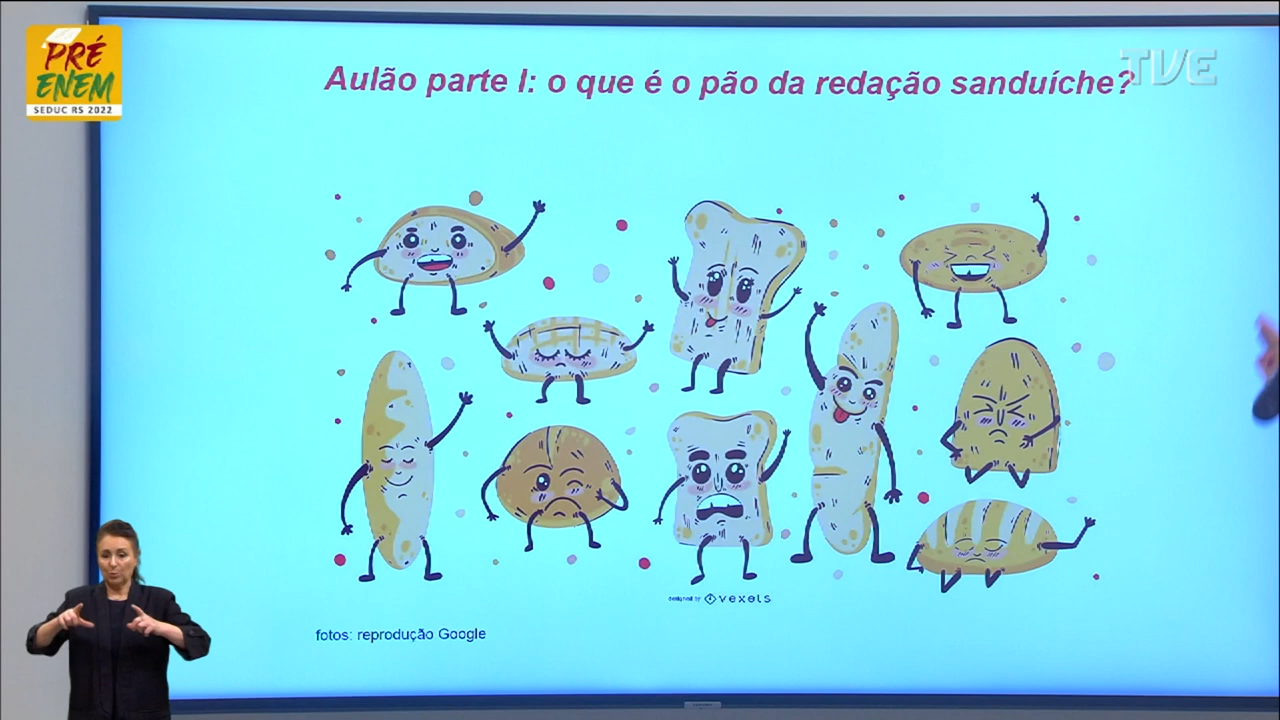 PRÉ
ENEM
SEDUC RS 2022
TVE
Aulão parte I: o que é o pão da redação sanduíche?
designed by vexels
fotos: reprodução Google